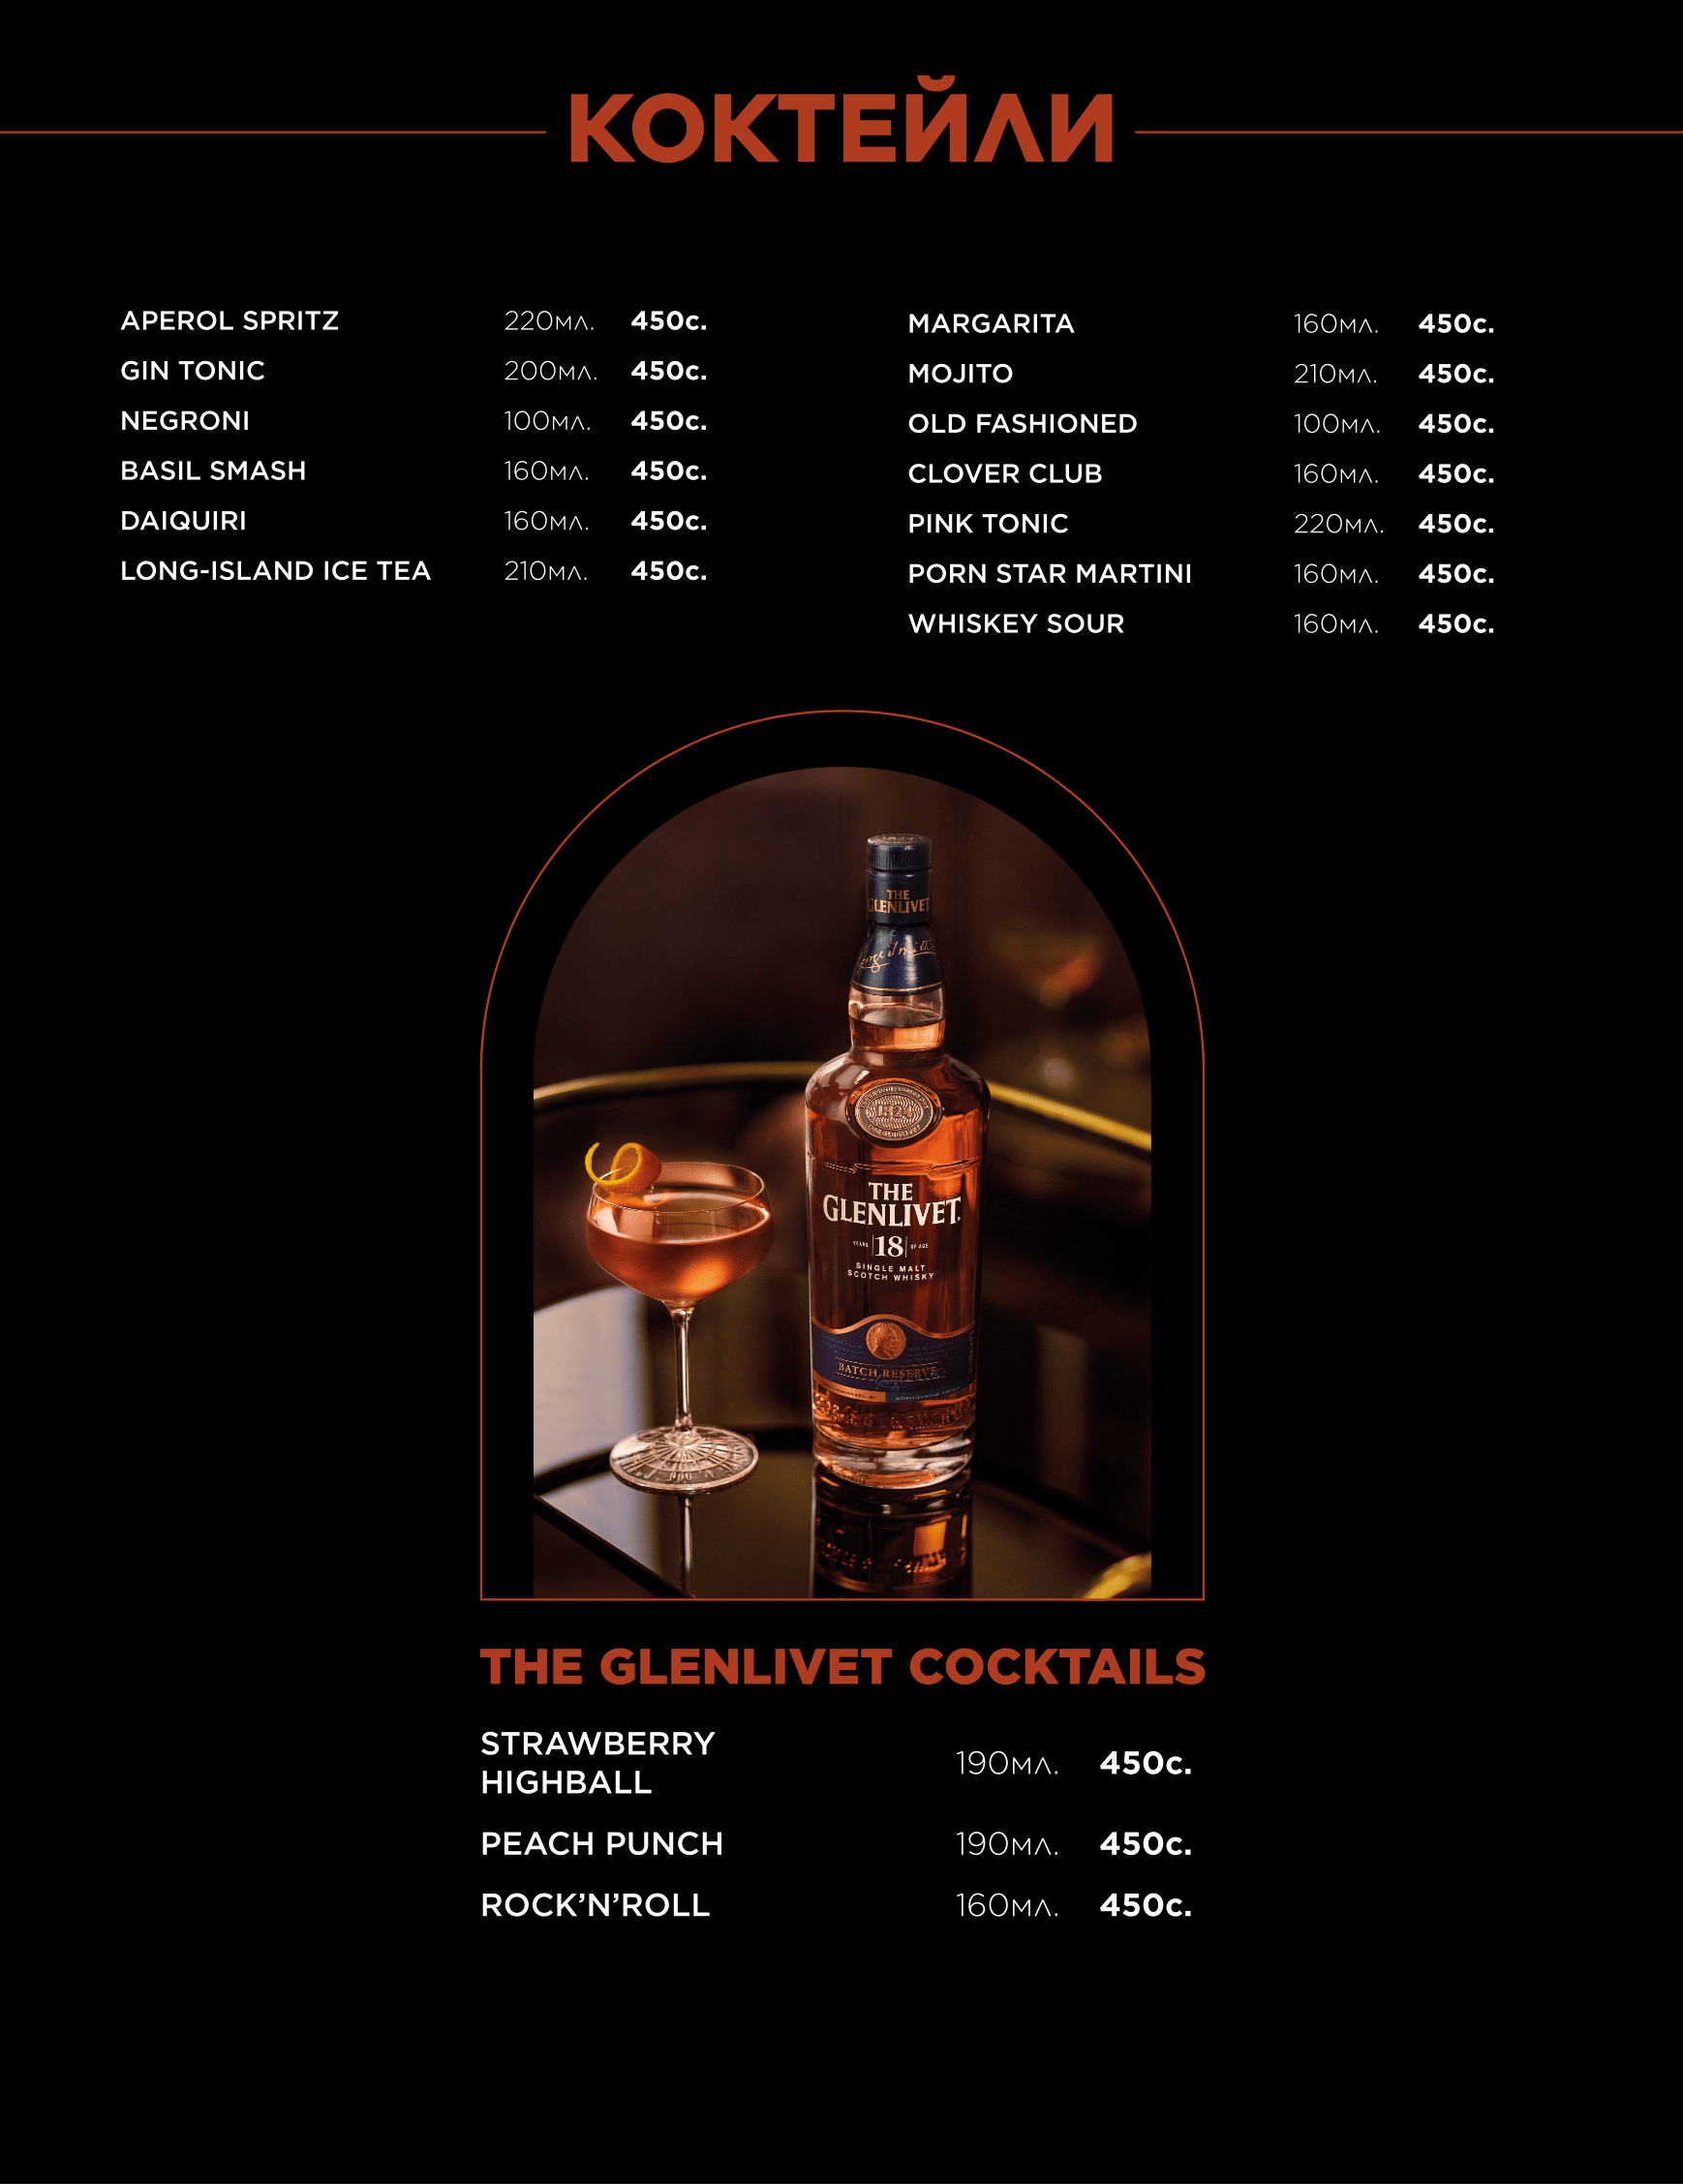 КОКТЕЙЛИ
APEROL SPRITZ 220мл. 450с.
GIN TONIC 200мл. 450с.
NEGRONI 100мл. 450с.
BASIL SMASH 160мл. 450с.
DAIQUIRI 160мл. 450с.
LONG-ISLAND ICE TEA 210мл. 450с.
MARGARITA 160мл. 450с.
MOJITO 210мл. 450с.
OLD FASHIONED 100мл. 450с.
CLOVER CLUB 160мл. 450с.
PINK TONIC 220мл. 450с.
PORN STAR MARTINI 160мл. 450с.
WHISKEY SOUR 160мл. 450с.
THE
GLENLIVET
1824
THE
GLENLIVET.
YEARS 18 OF AGE
SINGLE MALT
SCOTCH WHISKY
BATCH RESERVE
THE GLENLIVET COCKTAILS
STRAWBERRY
HIGHBALL 190мл. 450с.
PEACH PUNCH 190мл. 450с.
ROCK’N’ROLL 160мл. 450с.